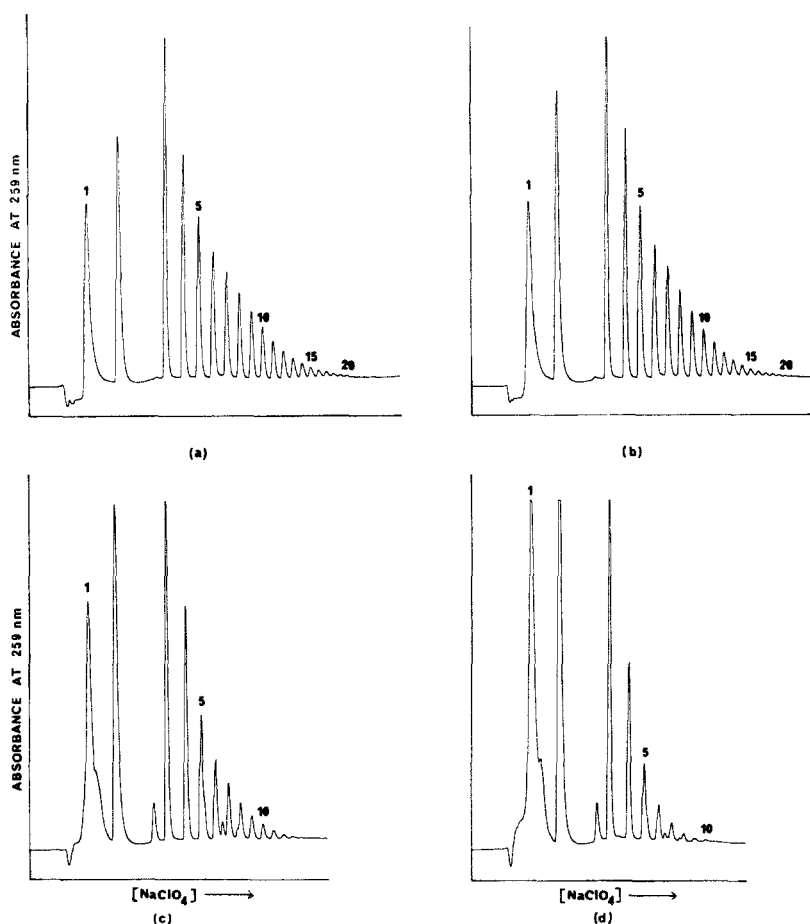 ABSORBANCE AT 259 nm
1
5
10
15
20
(a)
1
5
10
15
20
(b)
ABSORBANCE AT 259 nm
1
5
10
[NaClO₄] →
(c)
1
5
10
[NaClO₄] →
(d)